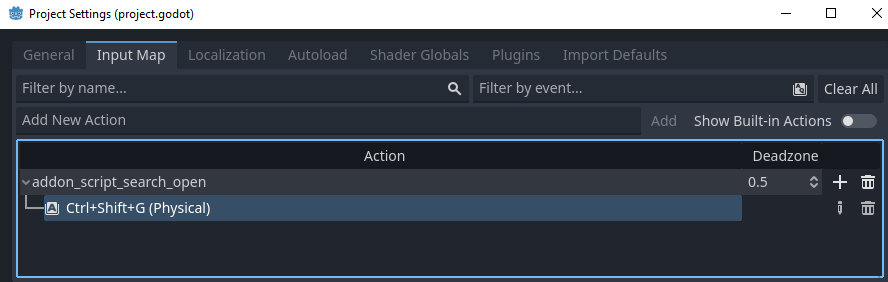 Project Settings (project.godot)
General Input Map Localization Autoload Shader Globals Plugins Import Defaults
Filter by name... Filter by event... Clear All
Add New Action Add Show Built-in Actions
Action Deadzone
addon_script_search_open 0.5
Ctrl+Shift+G (Physical)